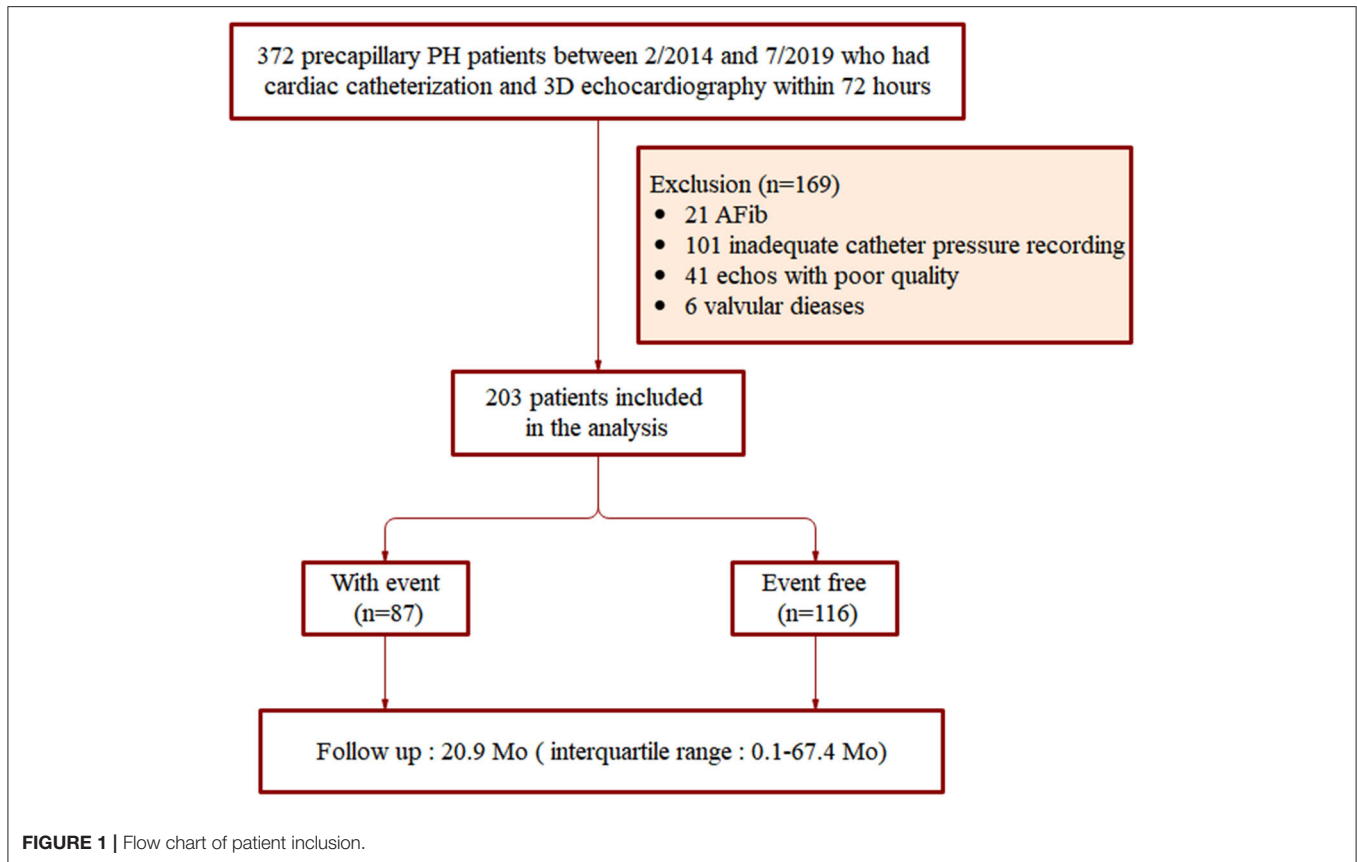 372 precapillary PH patients between 2/2014 and 7/2019 who had
cardiac catheterization and 3D echocardiography within 72 hours
Exclusion (n=169)
• 21 AFib
• 101 inadequate catheter pressure recording
• 41 echos with poor quality
• 6 valvular dieases
203 patients included
in the analysis
With event
(n=87)
Event free
(n=116)
Follow up : 20.9 Mo ( interquartile range : 0.1-67.4 Mo)
FIGURE 1 | Flow chart of patient inclusion.